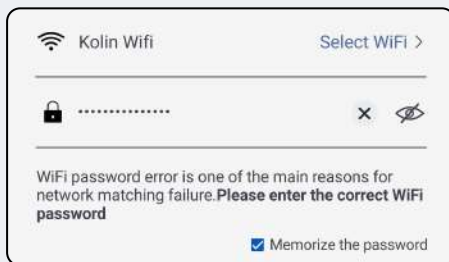 Kolin Wifi
Select WiFi >
•••••••••••••••
WiFi password error is one of the main reasons for
network matching failure.Please enter the correct WiFi
password
Memorize the password